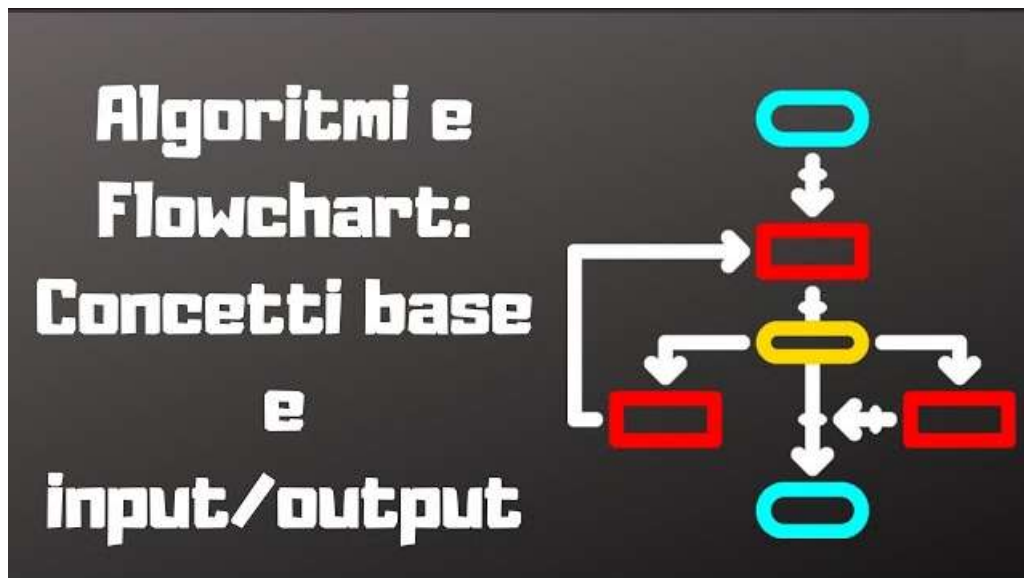 Algoritmi e
Flowchart:
Concetti base
e
input/output